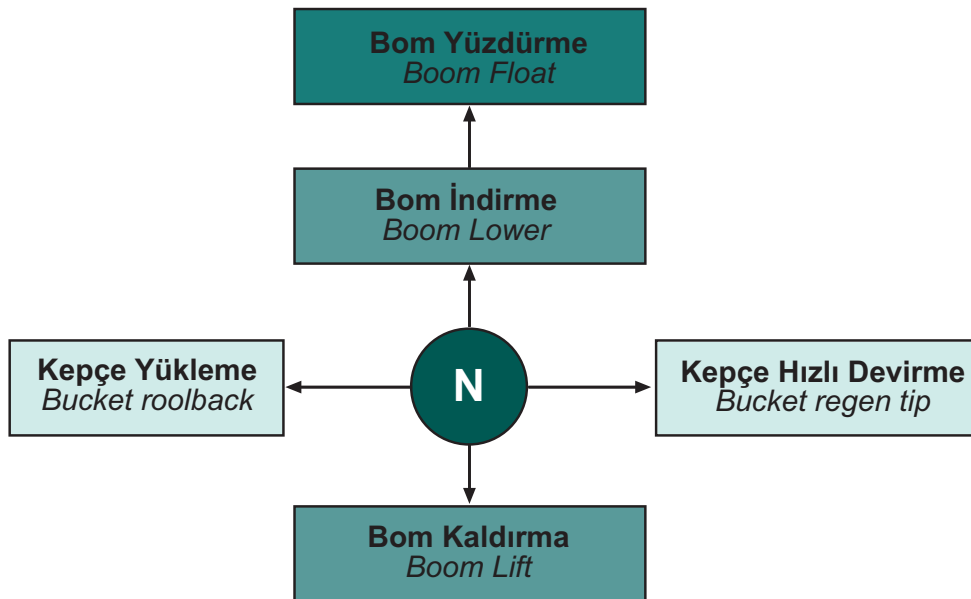 Bom Yüzdürme
Boom Float
Bom İndirme
Boom Lower
Kepçe Yükleme
Bucket roolback
N
Kepçe Hızlı Devirme
Bucket regen tip
Bom Kaldırma
Boom Lift